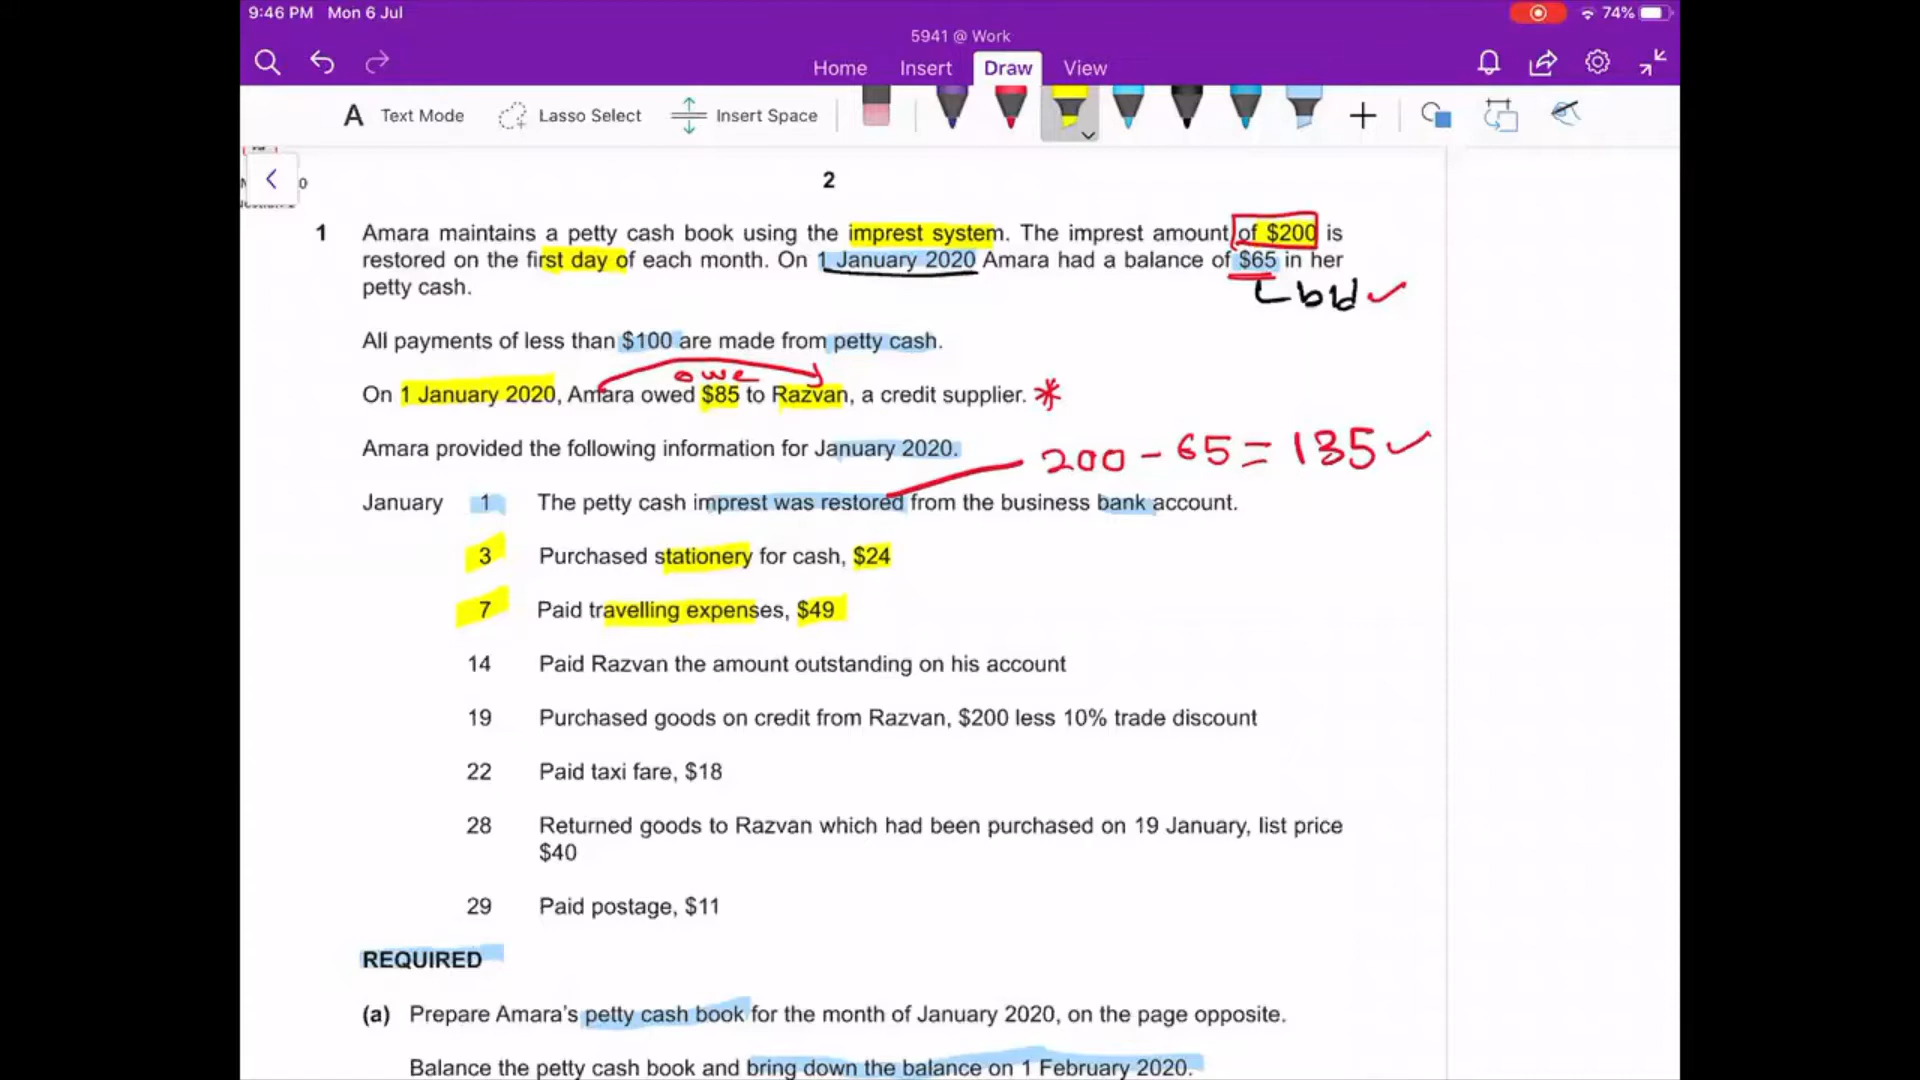 9:46 PM Mon 6 Jul
74%
5941 @ Work
Home Insert Draw View
A Text Mode Lasso Select Insert Space
2
1 Amara maintains a petty cash book using the imprest system. The imprest amount of $200 is
restored on the first day of each month. On 1 January 2020 Amara had a balance of $65 in her
petty cash.
bd
All payments of less than $100 are made from petty cash.
owe
On 1 January 2020, Amara owed $85 to Razvan, a credit supplier. *
Amara provided the following information for January 2020.
200 - 65 = 135
January 1 The petty cash imprest was restored from the business bank account.
3 Purchased stationery for cash, $24
7 Paid travelling expenses, $49
14 Paid Razvan the amount outstanding on his account
19 Purchased goods on credit from Razvan, $200 less 10% trade discount
22 Paid taxi fare, $18
28 Returned goods to Razvan which had been purchased on 19 January, list price
$40
29 Paid postage, $11
REQUIRED
(a) Prepare Amara's petty cash book for the month of January 2020, on the page opposite.
Balance the petty cash book and bring down the balance on 1 February 2020.